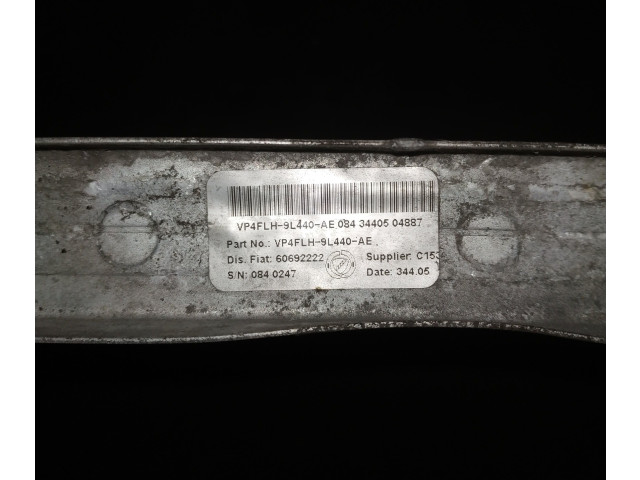 VP4FLH-9L440-AE 084 34405 04887
Part No.: VP4FLH-9L440-AE
Dis. Fiat: 60692222 Supplier: C153
S/N: 084 0247 Date: 344 05